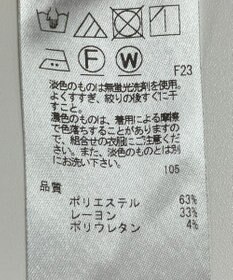 F W
F23
淡色のものは無蛍光洗剤を使用。
よくすすぎ、絞りの後すぐに干
すこと。
濃色のものは、着用による摩擦
で色落ちすることがありますの
で、組合せの衣服にご注意くだ
さい。また、淡色のものとは別
にお洗い下さい。
105
品質
ポリエステル 63%
レーヨン 33%
ポリウレタン 4%